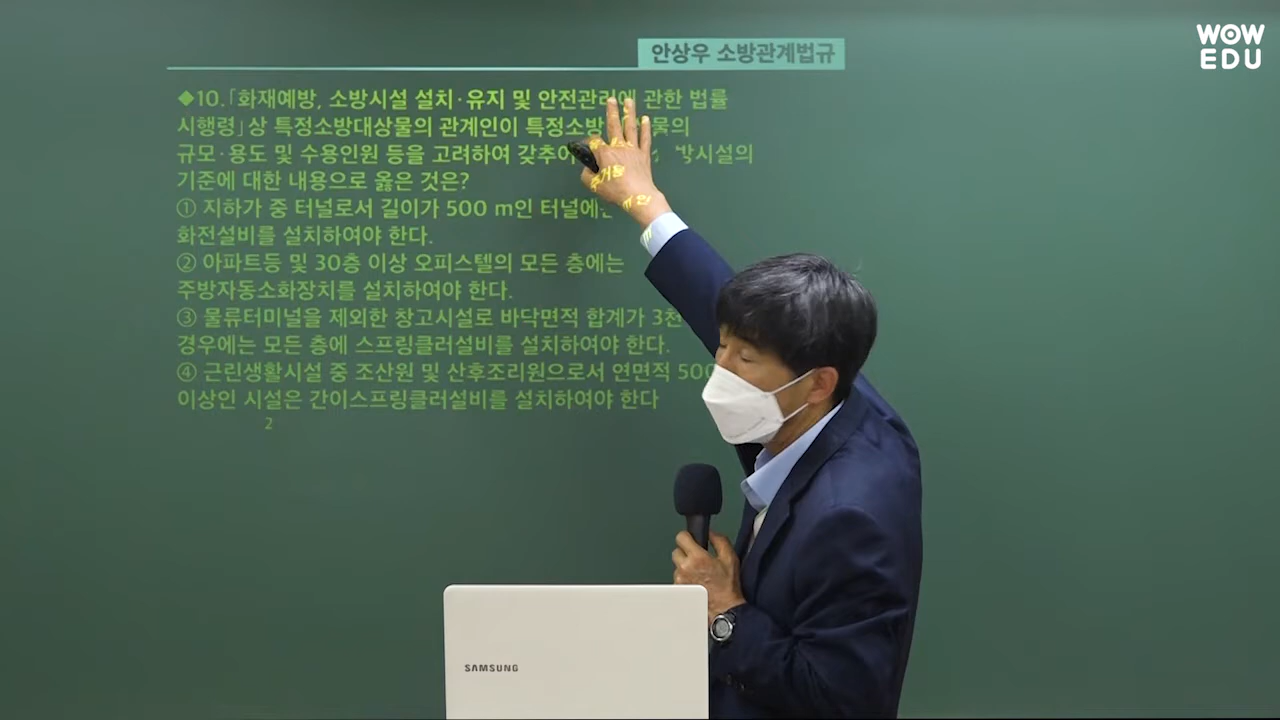 WOW
EDU
안상우 소방관계법규
◆10.「화재예방, 소방시설 설치·유지 및 안전관리에 관한 법률
시행령」상 특정소방대상물의 관계인이 특정소방 물의
규모·용도 및 수용인원 등을 고려하여 갖추어 방시설의
기준에 대한 내용으로 옳은 것은?
① 지하가 중 터널로서 길이가 500 m인 터널에는
화전설비를 설치하여야 한다.
② 아파트등 및 30층 이상 오피스텔의 모든 층에는
주방자동소화장치를 설치하여야 한다.
③ 물류터미널을 제외한 창고시설로 바닥면적 합계가 3천
경우에는 모든 층에 스프링클러설비를 설치하여야 한다.
④ 근린생활시설 중 조산원 및 산후조리원으로서 연면적 500
이상인 시설은 간이스프링클러설비를 설치하여야 한다
2
SAMSUNG